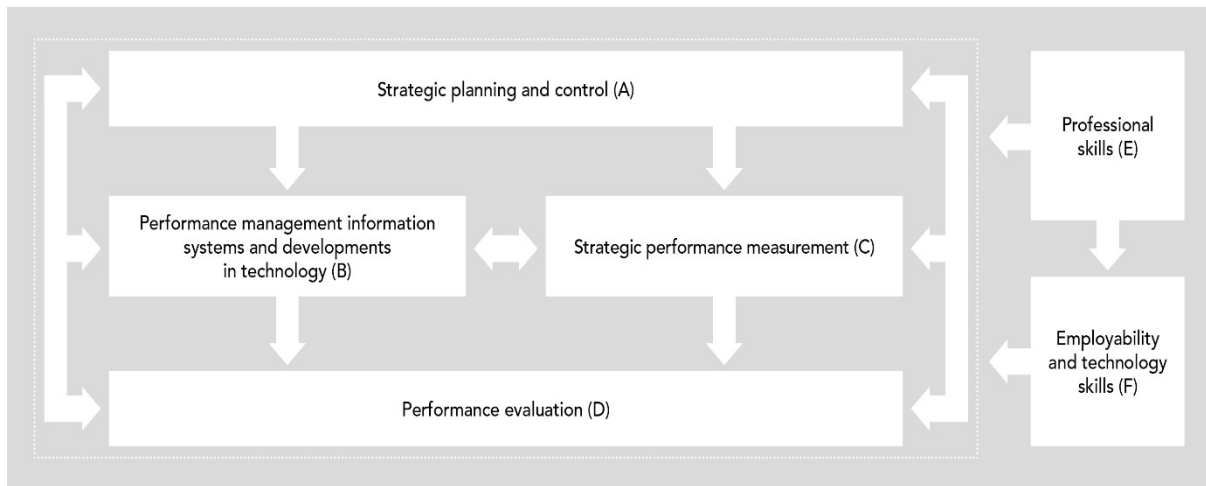 Strategic planning and control (A)
Professional
skills (E)
Performance management information
systems and developments
in technology (B)
Strategic performance measurement (C)
Employability
and technology
skills (F)
Performance evaluation (D)